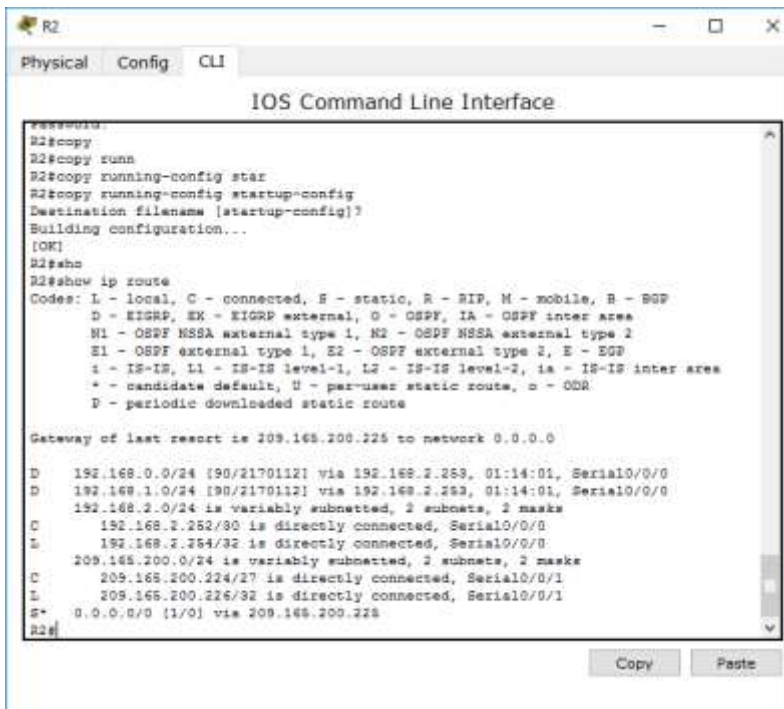 R2
Physical Config CLI
IOS Command Line Interface
Password:
R2#copy
R2#copy runn
R2#copy running-config star
R2#copy running-config startup-config
Destination filename [startup-config]?
Building configuration...
[OK]
R2#sho
R2#show ip route
Codes: L - local, C - connected, S - static, R - RIP, M - mobile, B - BGP
D - EIGRP, EX - EIGRP external, O - OSPF, IA - OSPF inter area
N1 - OSPF NSSA external type 1, N2 - OSPF NSSA external type 2
E1 - OSPF external type 1, E2 - OSPF external type 2, E - EGP
i - IS-IS, L1 - IS-IS level-1, L2 - IS-IS level-2, ia - IS-IS inter area
* - candidate default, U - per-user static route, o - ODR
P - periodic downloaded static route
Gateway of last resort is 209.165.200.225 to network 0.0.0.0
D 192.168.0.0/24 [90/2170112] via 192.168.2.253, 01:14:01, Serial0/0/0
D 192.168.1.0/24 [90/2170112] via 192.168.2.253, 01:14:01, Serial0/0/0
192.168.2.0/24 is variably subnetted, 2 subnets, 2 masks
C 192.168.2.252/30 is directly connected, Serial0/0/0
L 192.168.2.254/32 is directly connected, Serial0/0/0
209.165.200.0/24 is variably subnetted, 2 subnets, 2 masks
C 209.165.200.224/27 is directly connected, Serial0/0/1
L 209.165.200.226/32 is directly connected, Serial0/0/1
S* 0.0.0.0/0 [1/0] via 209.165.200.225
R2#
Copy Paste